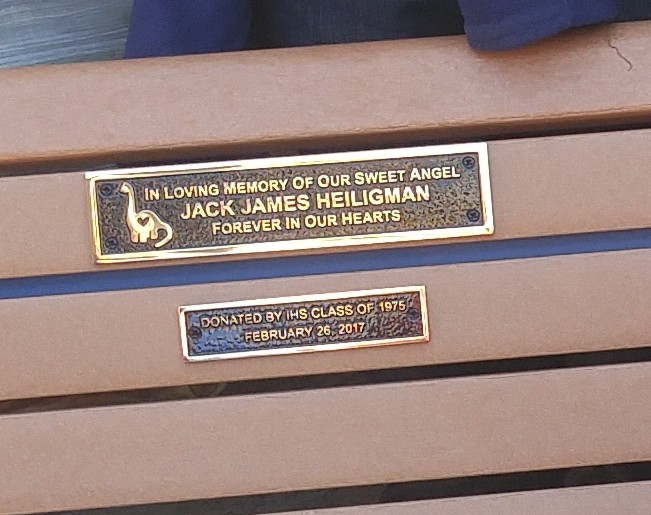 IN LOVING MEMORY OF OUR SWEET ANGEL
JACK JAMES HEILIGMAN
FOREVER IN OUR HEARTS
DONATED BY IHS CLASS OF 1975
FEBRUARY 26, 2017